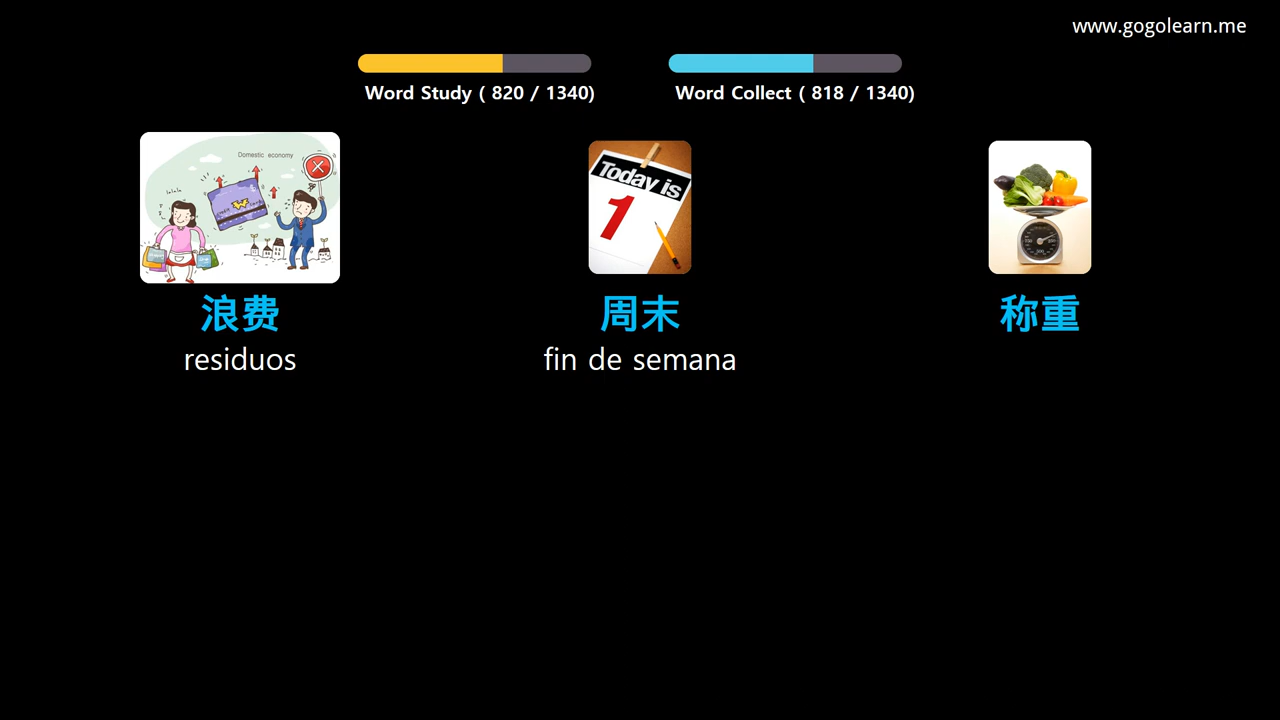 www.gogolearn.me
Word Study ( 820 / 1340)
Word Collect ( 818 / 1340)
Domestic economy
lalala
Today is
1
浪费
周末
称重
residuos
fin de semana